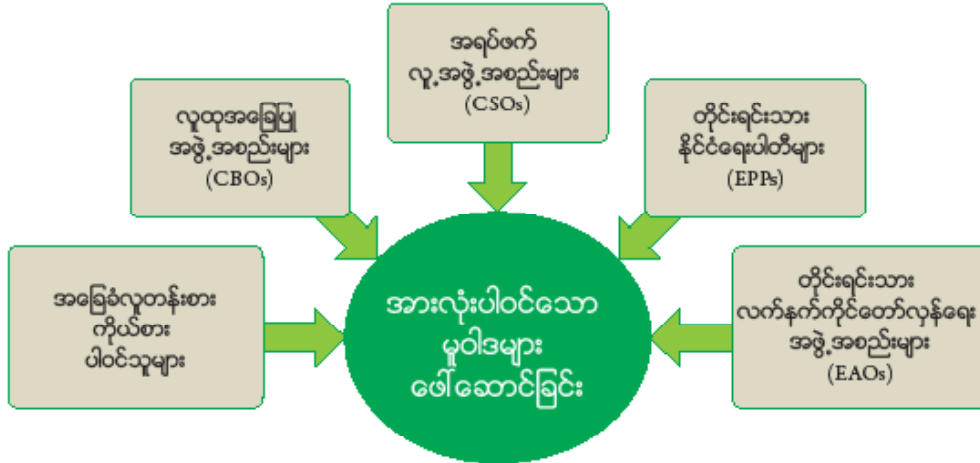 အရပ်ဖက်
လူ့အဖွဲ့အစည်းများ
(CSOs)
လူထုအခြေပြု
အဖွဲ့အစည်းများ
(CBOs)
တိုင်းရင်းသား
နိုင်ငံရေးပါတီများ
(EPPs)
အခြေခံလူတန်းစား
ကိုယ်စား
ပါဝင်သူများ
တိုင်းရင်းသား
လက်နက်ကိုင်တော်လှန်ရေး
အဖွဲ့အစည်းများ
(EAOs)
အားလုံးပါဝင်သော
မူဝါဒများ
ဖေါ်ဆောင်ခြင်း